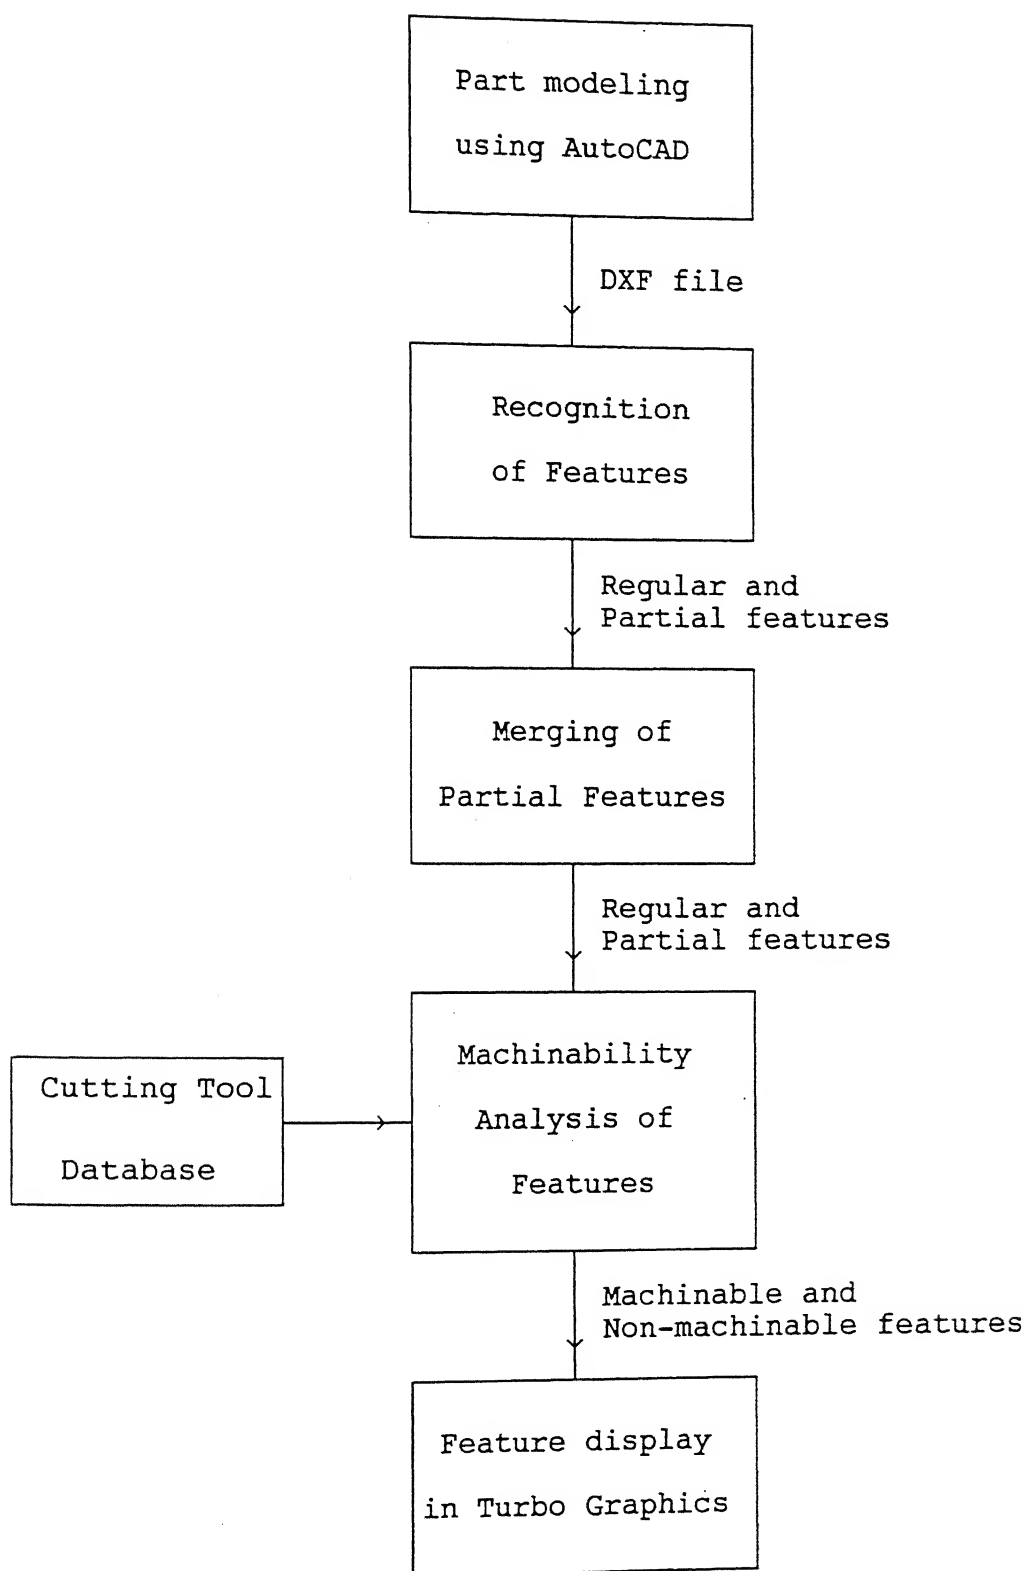 Part modeling
using AutoCAD
DXF file
Recognition
of Features
Regular and
Partial features
Merging of
Partial Features
Regular and
Partial features
Machinability
Analysis of
Features
Cutting Tool
Database
Machinable and
Non-machinable features
Feature display
in Turbo Graphics